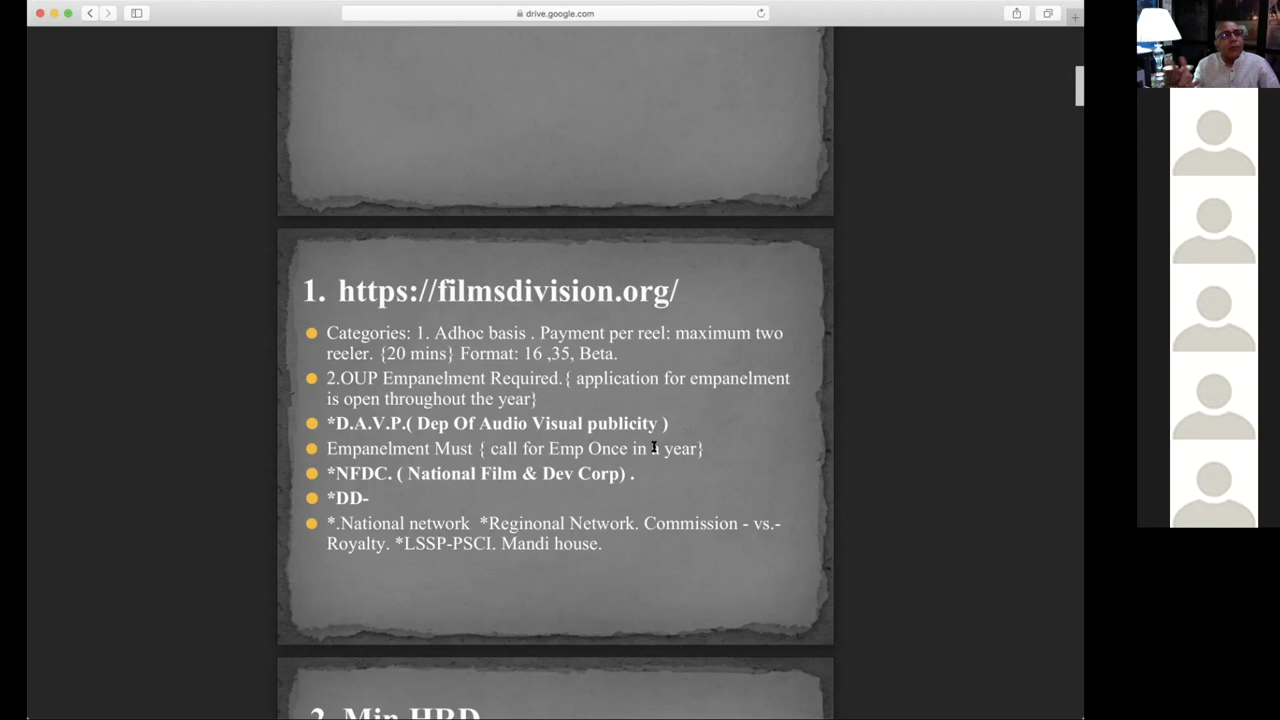 drive.google.com
1. https://filmsdivision.org/
Categories: 1. Adhoc basis . Payment per reel: maximum two
reeler. {20 mins} Format: 16 ,35, Beta.
2.OUP Empanelment Required.{ application for empanelment
is open throughout the year}
*D.A.V.P.( Dep Of Audio Visual publicity )
Empanelment Must { call for Emp Once in a year}
*NFDC. ( National Film & Dev Corp) .
*DD-
*.National network *Reginonal Network. Commission - vs.-
Royalty. *LSSP-PSCI. Mandi house.
2. Min HRD